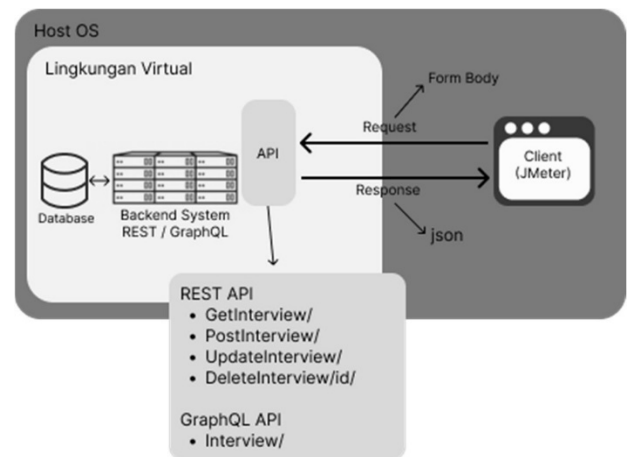 Host OS
Lingkungan Virtual
Form Body
Request
API
Client
(JMeter)
Response
Database
Backend System
REST / GraphQL
json
REST API
• GetInterview/
• PostInterview/
• UpdateInterview/
• DeleteInterview/id/
GraphQL API
• Interview/